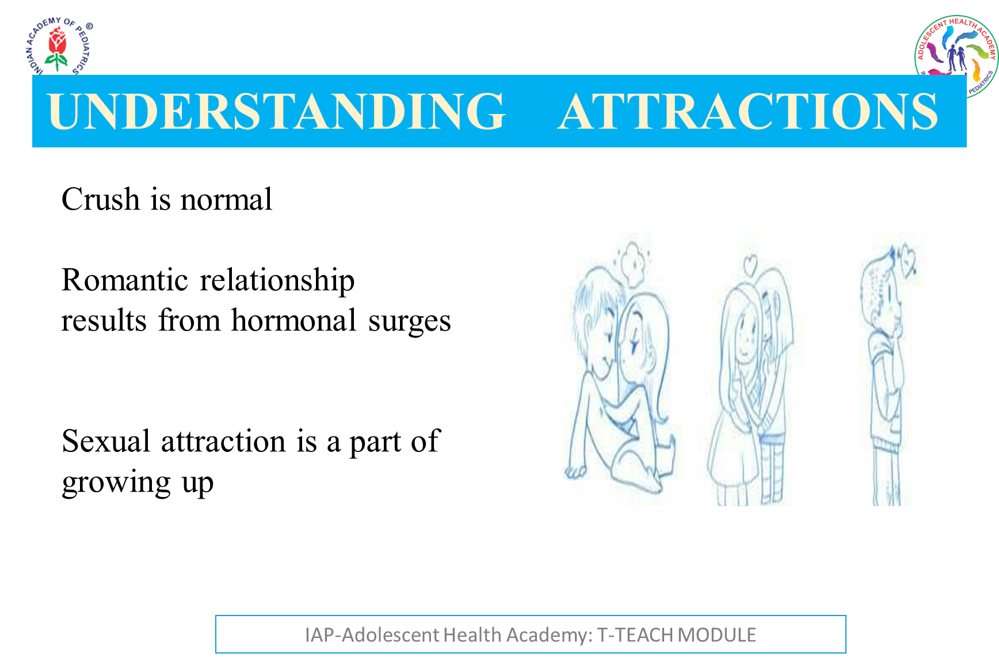 INDIAN ACADEMY OF PEDIATRICS ©
ADOLESCENT HEALTH ACADEMY
PEDIATRICS
UNDERSTANDING ATTRACTIONS
Crush is normal
Romantic relationship
results from hormonal surges
Sexual attraction is a part of
growing up
IAP-Adolescent Health Academy: T-TEACH MODULE